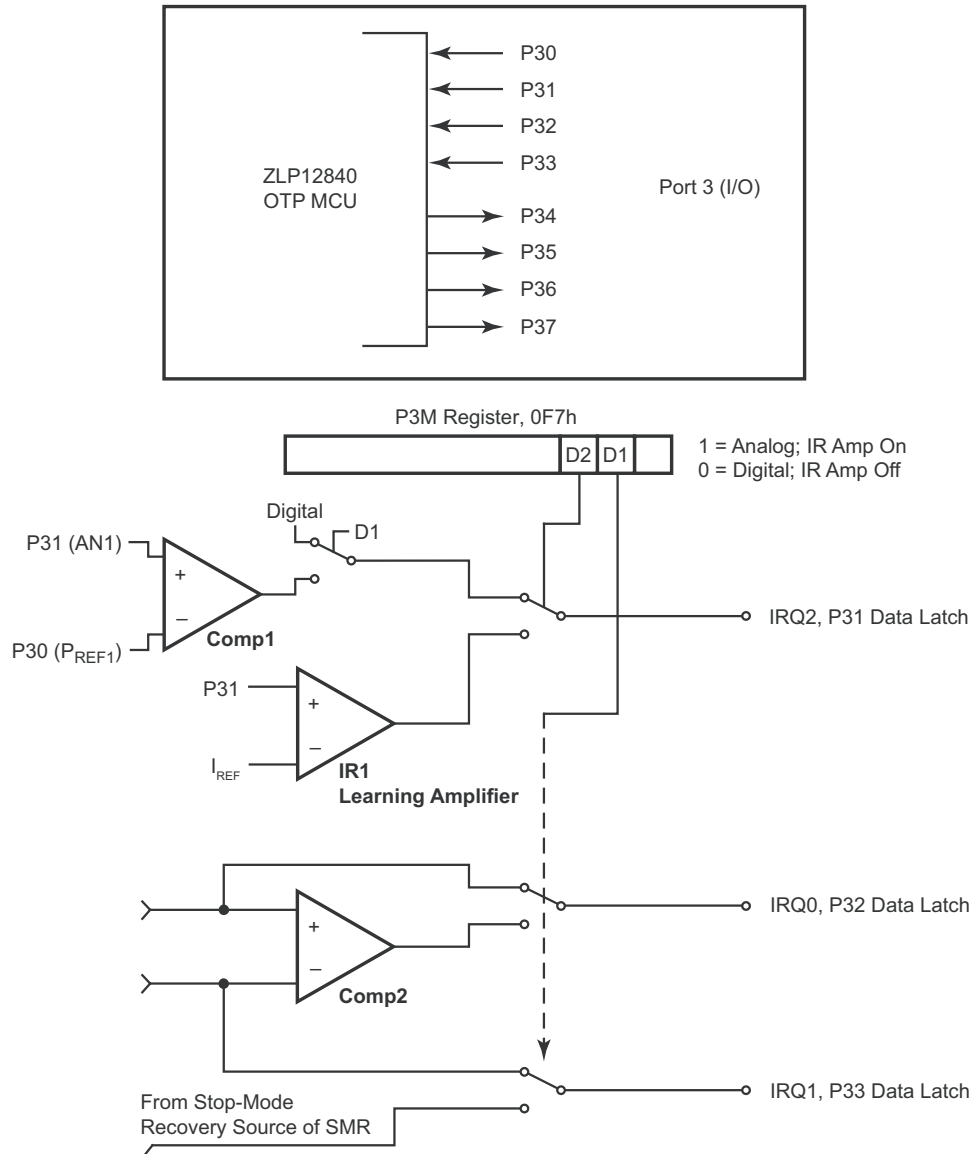 P30
P31
P32
P33
ZLP12840
OTP MCU
Port 3 (I/O)
P34
P35
P36
P37
P3M Register, 0F7h
D2 D1
1 = Analog; IR Amp On
0 = Digital; IR Amp Off
Digital
D1
P31 (AN1)
+
−
Comp1
P30 (PREF1)
IRQ2, P31 Data Latch
P31
+
−
IREF
IR1
Learning Amplifier
IRQ0, P32 Data Latch
+
−
Comp2
IRQ1, P33 Data Latch
From Stop-Mode
Recovery Source of SMR